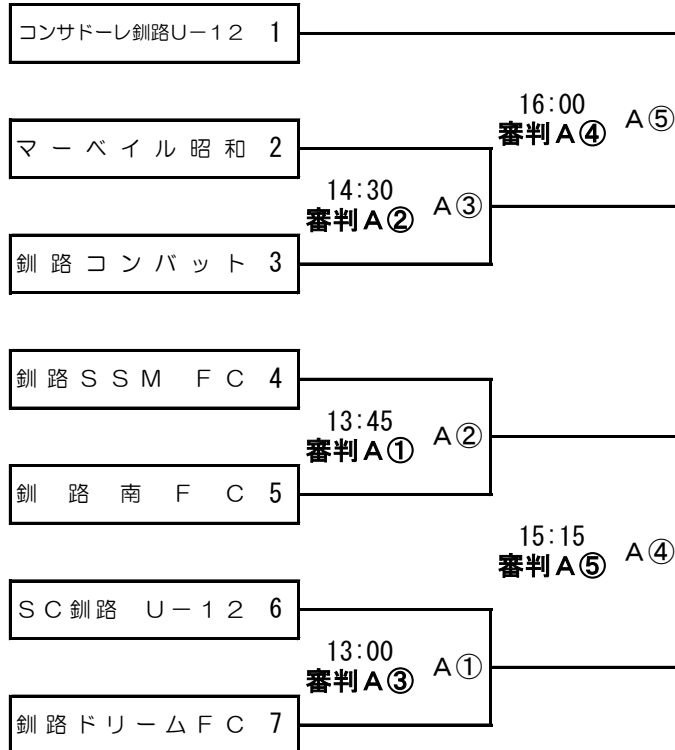 コンサドーレ釧路U－12 1
16:00
審判A④ A⑤
マーベイル昭和 2
14:30
審判A② A③
釧路コンバット 3
釧路SSM FC 4
13:45
審判A① A②
釧路南FC 5
15:15
審判A⑤ A④
SC釧路 U－12 6
13:00
審判A③ A①
釧路ドリームFC 7